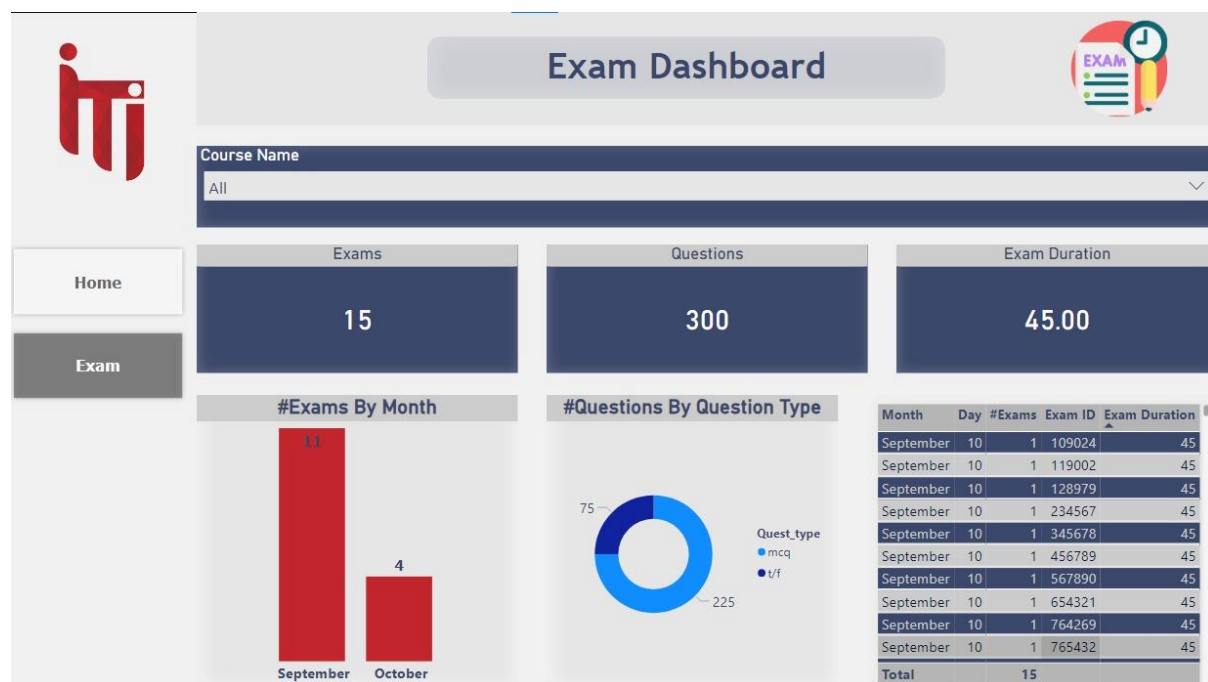 iTi
Exam Dashboard
EXAM
Course Name
All
Home
Exam
Exams
15
Questions
300
Exam Duration
45.00
#Exams By Month
11
4
September October
#Questions By Question Type
75
225
Quest_type
mcq
t/f
Month Day #Exams Exam ID Exam Duration
September 10 1 109024 45
September 10 1 119002 45
September 10 1 128979 45
September 10 1 234567 45
September 10 1 345678 45
September 10 1 456789 45
September 10 1 567890 45
September 10 1 654321 45
September 10 1 764269 45
September 10 1 765432 45
Total 15